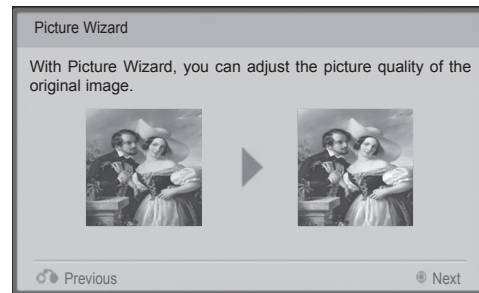 Picture Wizard
With Picture Wizard, you can adjust the picture quality of the
original image.
Previous
Next